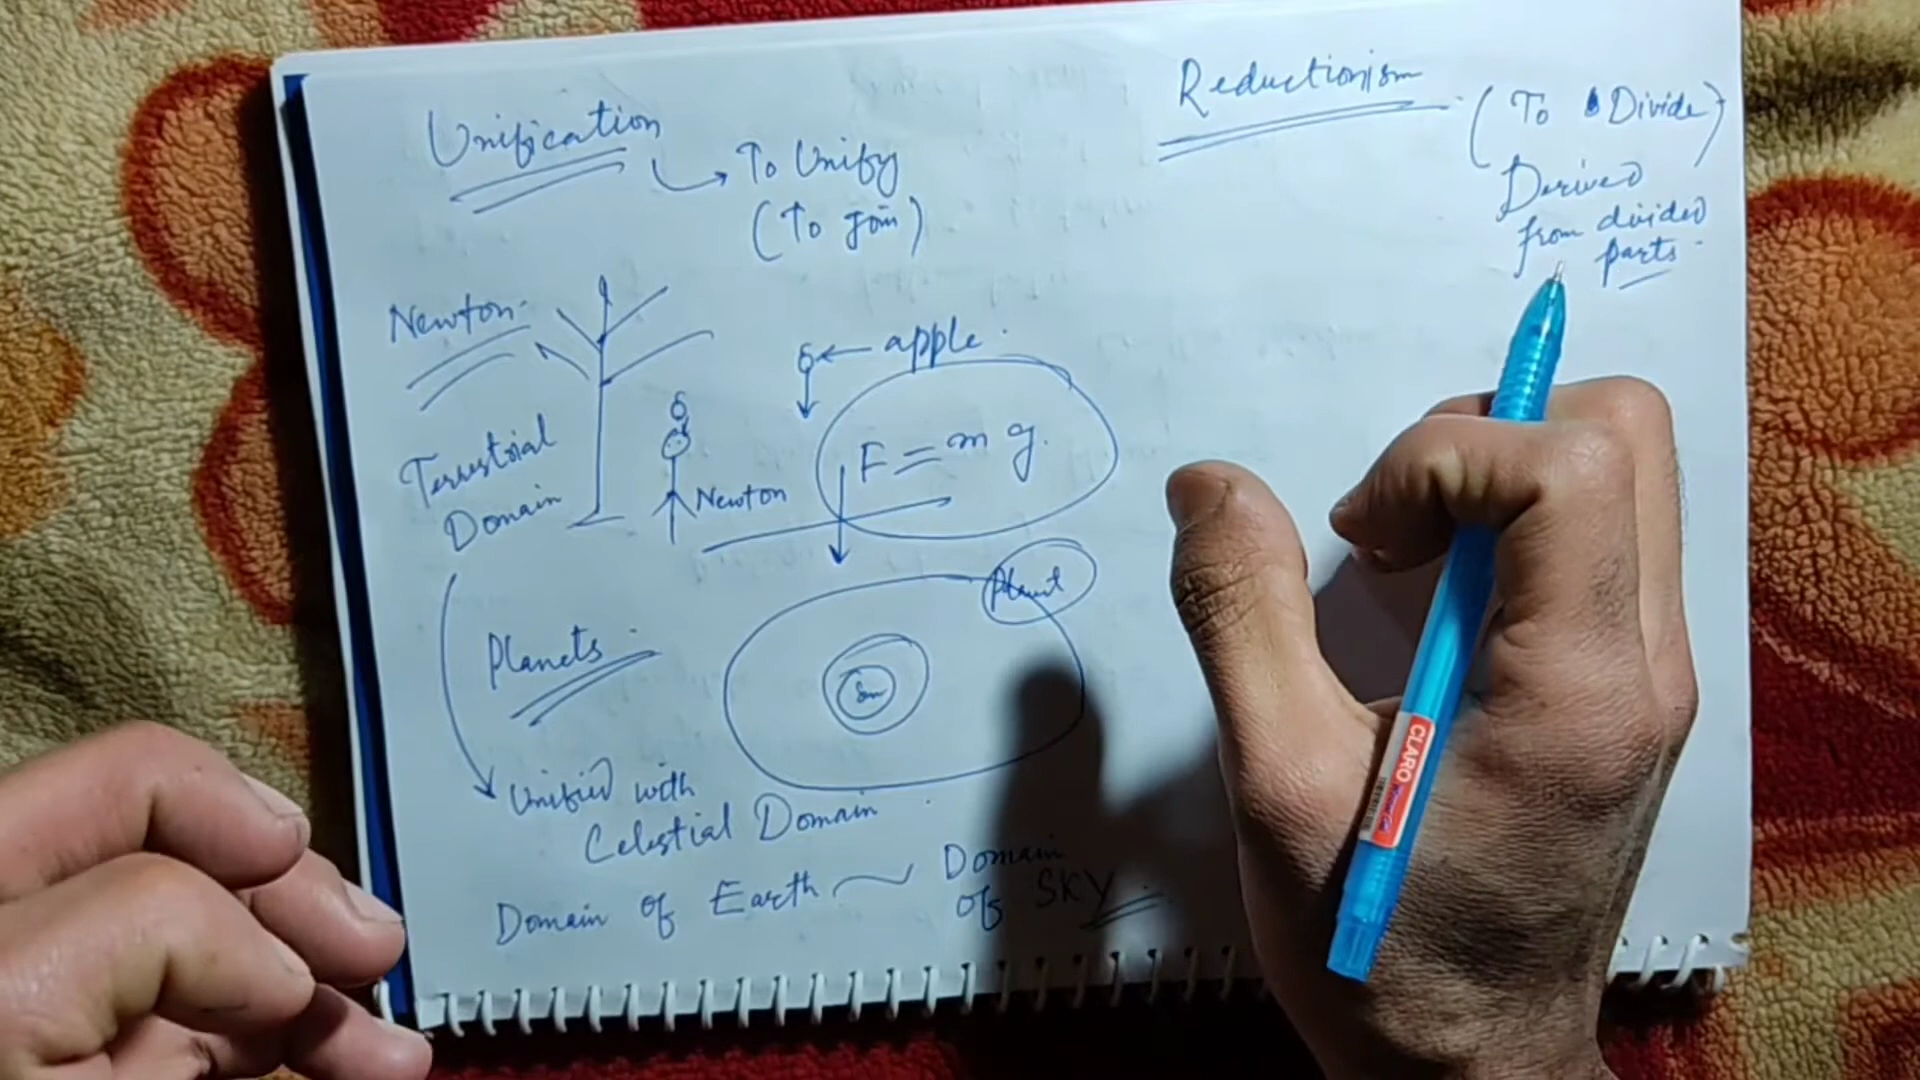 Unification
To Unify
(To join)
Newton
apple
F = mg.
Terrestrial
Domain
Newton
Planets
Planet
Sun
Unified with
Celestial Domain
Domain of Earth
Domain
of SKY
Reductionism
(To Divide)
Derived
from divided
parts
CLARO